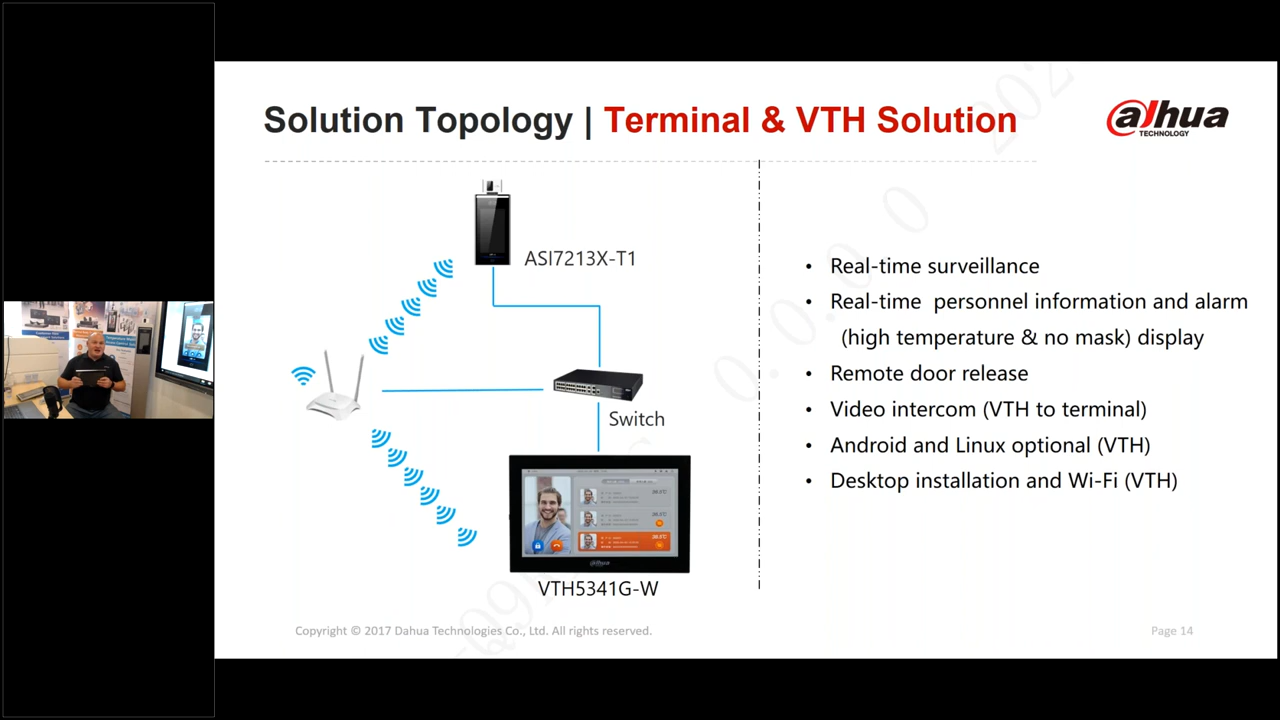 Solution Topology | Terminal & VTH Solution
alhua
TECHNOLOGY
ASI7213X-T1
Switch
VTH5341G-W
alhua
• Real-time surveillance
• Real-time personnel information and alarm
(high temperature & no mask) display
• Remote door release
• Video intercom (VTH to terminal)
• Android and Linux optional (VTH)
• Desktop installation and Wi-Fi (VTH)
Copyright © 2017 Dahua Technologies Co., Ltd. All rights reserved.
Page 14